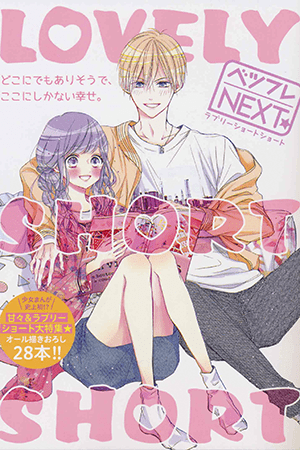 LOVELY
どこにでもありそうで、
ここにしかない幸せ。
ベツフレ
NEXT★
ラブリーショートショート
SHORT
少女まんが
史上初!?
甘々&ラブリー
ショート大特集★
オール描きおろし
28本!!
SHORT